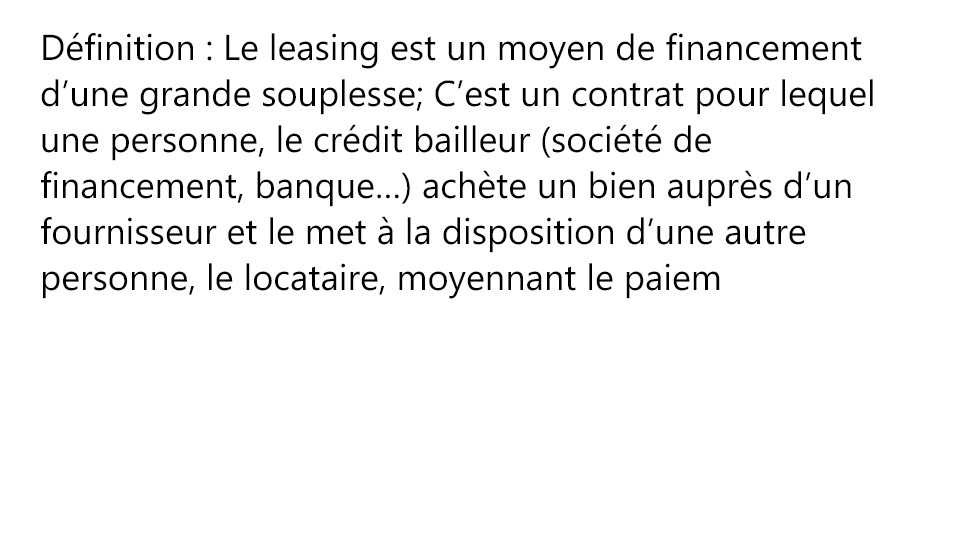 Définition : Le leasing est un moyen de financement
d’une grande souplesse; C’est un contrat pour lequel
une personne, le crédit bailleur (société de
financement, banque…) achète un bien auprès d’un
fournisseur et le met à la disposition d’une autre
personne, le locataire, moyennant le paiem